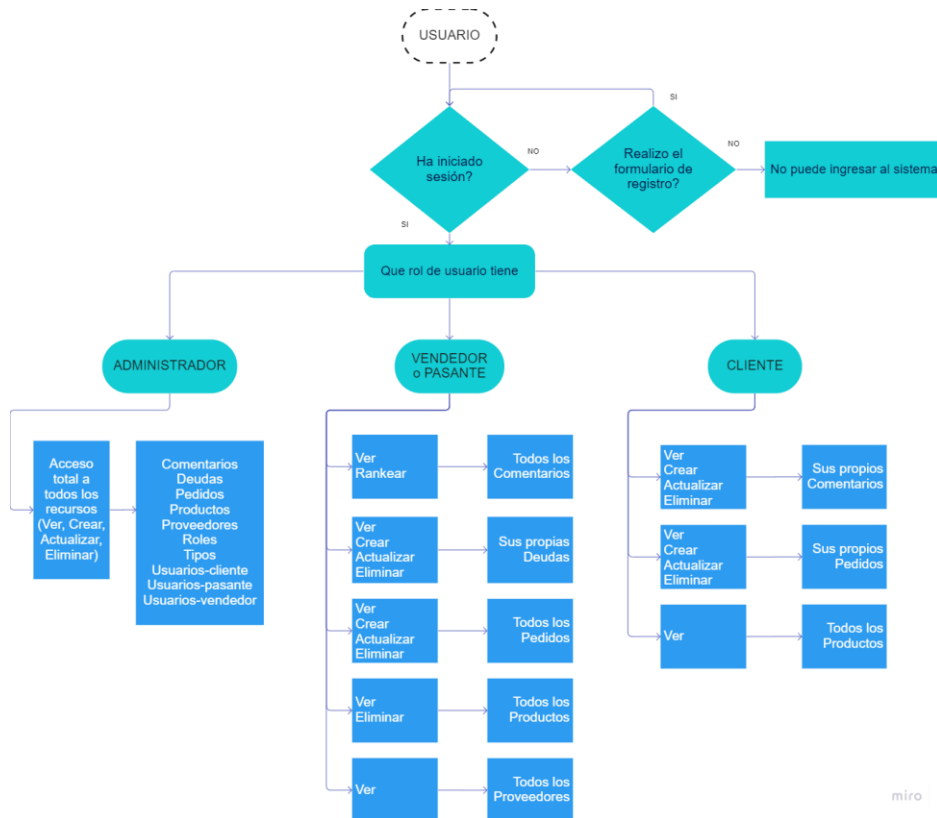 USUARIO
SI
Ha iniciado
sesión?
NO
Realizo el
formulario de
registro?
NO
No puede ingresar al sistema
SI
Que rol de usuario tiene
ADMINISTRADOR
VENDEDOR
o PASANTE
CLIENTE
Acceso
total a
todos los
recursos
(Ver, Crear,
Actualizar,
Eliminar)
Comentarios
Deudas
Pedidos
Productos
Proveedores
Roles
Tipos
Usuarios-cliente
Usuarios-pasante
Usuarios-vendedor
Ver
Rankear
Todos los
Comentarios
Ver
Crear
Actualizar
Eliminar
Sus propias
Deudas
Ver
Crear
Actualizar
Eliminar
Todos los
Pedidos
Ver
Eliminar
Todos los
Productos
Ver
Todos los
Proveedores
Ver
Crear
Actualizar
Eliminar
Sus propios
Comentarios
Ver
Crear
Actualizar
Eliminar
Sus propios
Pedidos
Ver
Todos los
Productos
miro